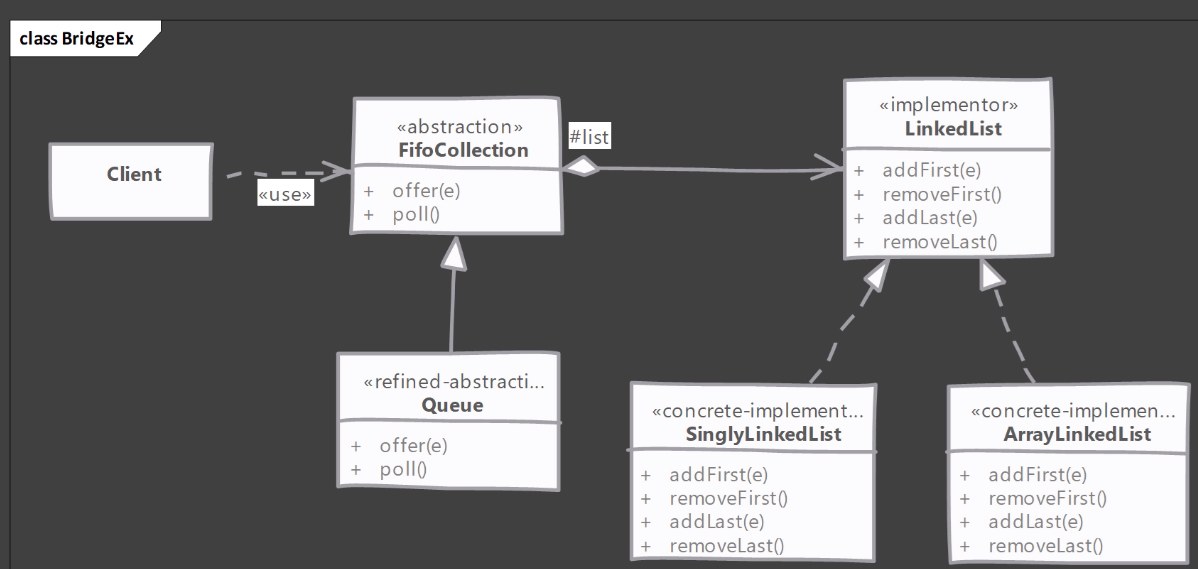 class BridgeEx
Client
«use»
«abstraction»
FifoCollection
+ offer(e)
+ poll()
#list
«implementor»
LinkedList
+ addFirst(e)
+ removeFirst()
+ addLast(e)
+ removeLast()
«refined-abstracti...
Queue
+ offer(e)
+ poll()
«concrete-implement...
SinglyLinkedList
+ addFirst(e)
+ removeFirst()
+ addLast(e)
+ removeLast()
«concrete-implemen...
ArrayLinkedList
+ addFirst(e)
+ removeFirst()
+ addLast(e)
+ removeLast()